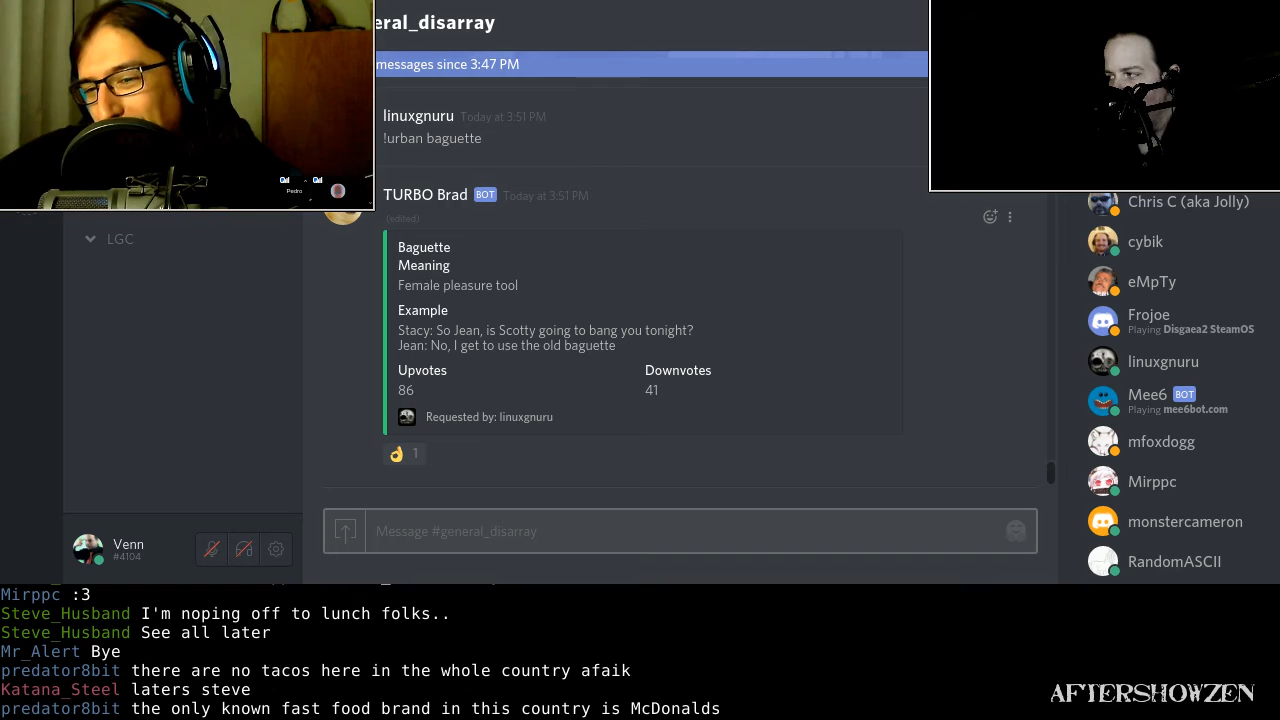 eral_disarray
messages since 3:47 PM
linuxgnuru Today at 3:51 PM
!urban baguette
TURBO Brad BOT Today at 3:51 PM
(edited)
Baguette
Meaning
Female pleasure tool
Example
Stacy: So Jean, is Scotty going to bang you tonight?
Jean: No, I get to use the old baguette
Upvotes Downvotes
86 41
Requested by: linuxgnuru
1
Message #general_disarray
Pedro
LGC
Venn
#4104
Chris C (aka Jolly)
cybik
eMpTy
Frojoe
Playing Disgaea2 SteamOS
linuxgnuru
Mee6 BOT
Playing mee6bot.com
mfoxdogg
Mirppc
monstercameron
RandomASCII
Mirppc :3
Steve_Husband I'm noping off to lunch folks..
Steve_Husband See all later
Mr_Alert Bye
predator8bit there are no tacos here in the whole country afaik
Katana_Steel laters steve
predator8bit the only known fast food brand in this country is McDonalds
AFTERSHOWZEN